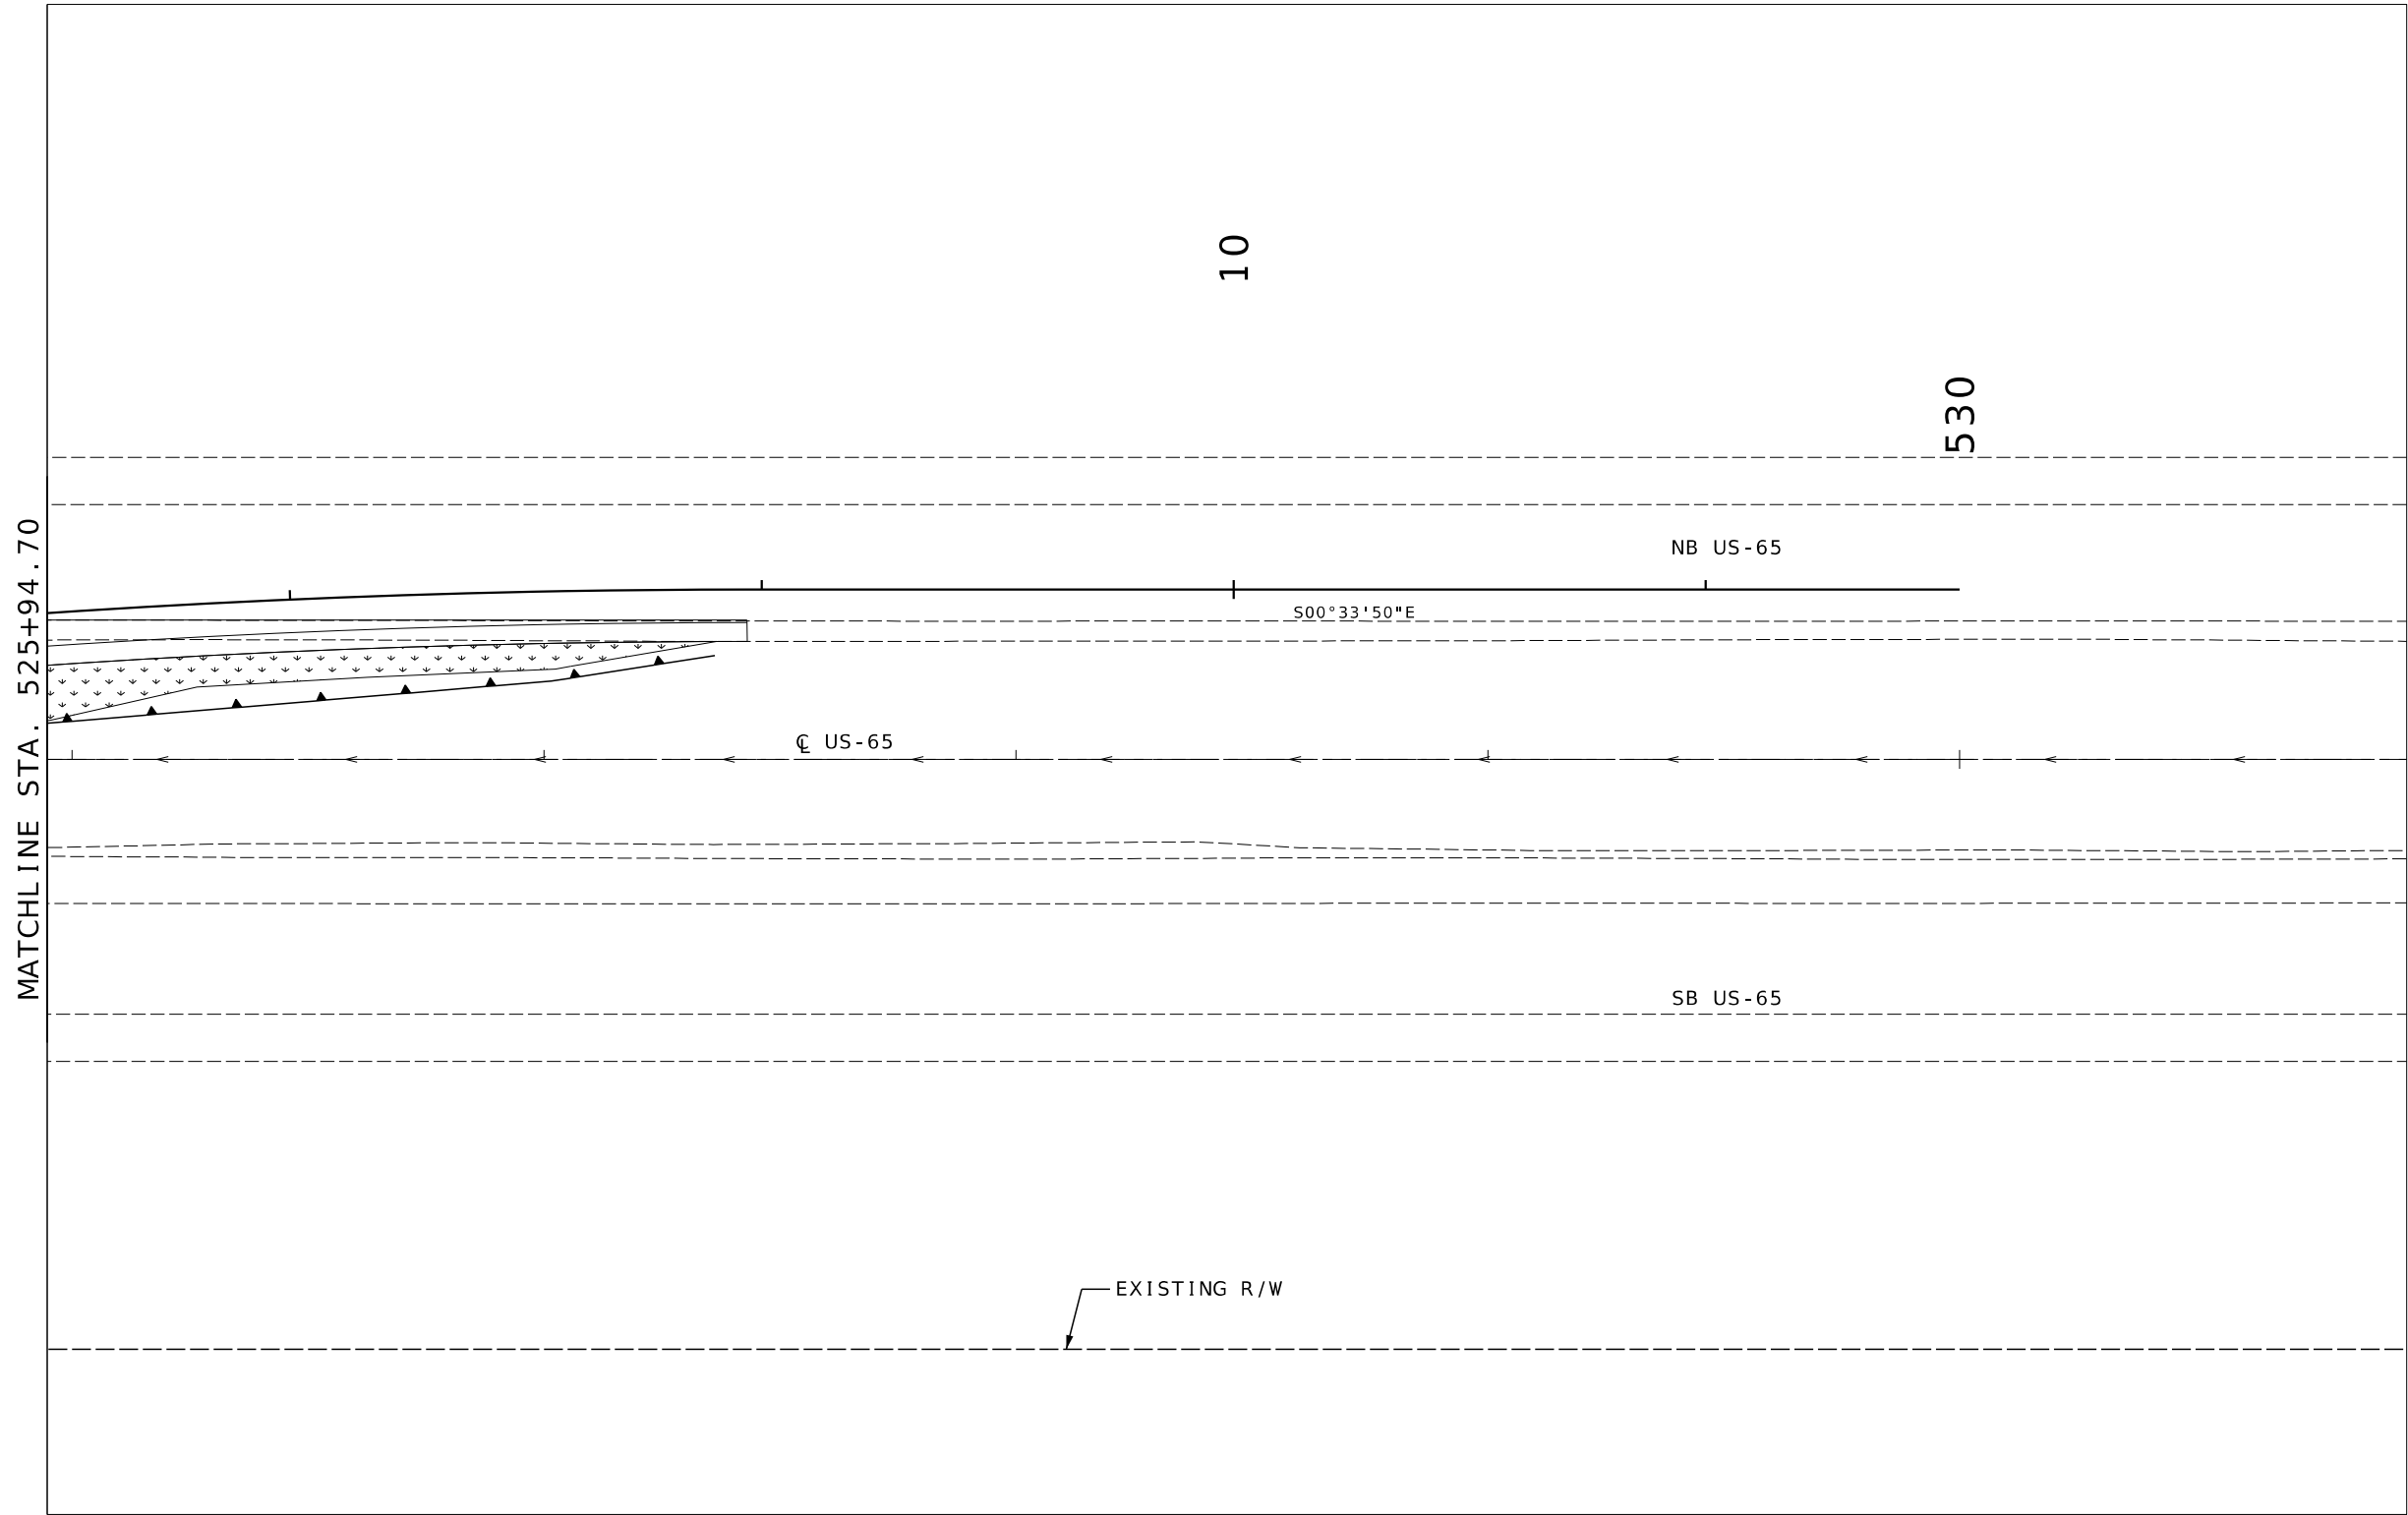 MATCHLINE STA. 525+94.70
10
530
NB US-65
S00°33'50"E
℄ US-65
SB US-65
EXISTING R/W